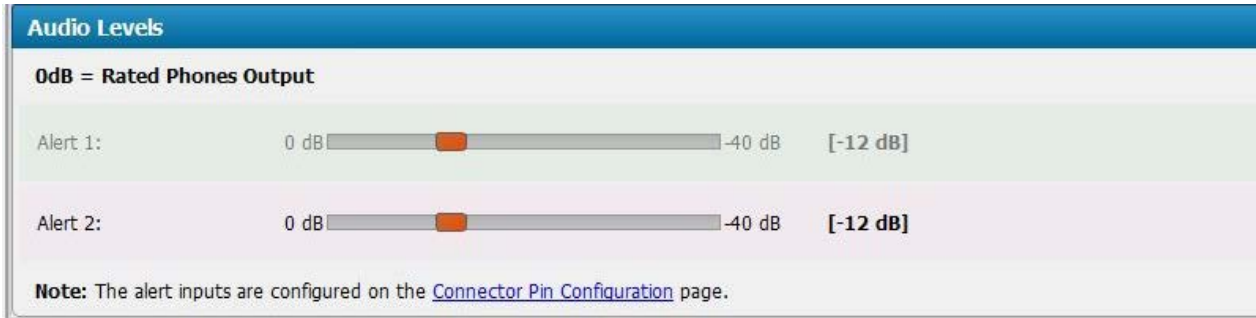 Audio Levels
0dB = Rated Phones Output
Alert 1: 0 dB -40 dB [-12 dB]
Alert 2: 0 dB -40 dB [-12 dB]
Note: The alert inputs are configured on the Connector Pin Configuration page.